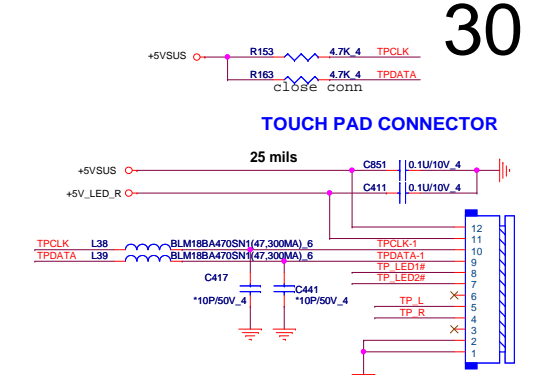 30
R153 4.7K_4 TPCLK
+5VSUS
R163 4.7K_4 TPDATA
close conn
TOUCH PAD CONNECTOR
25 mils
+5VSUS C851 0.1U/10V_4
+5V_LED_R C411 0.1U/10V_4
12
11
TPCLK L38 BLM18BA470SN1(47,300MA)_6 TPCLK-1 10
TPDATA L39 BLM18BA470SN1(47,300MA)_6 TPDATA-1 9
TP_LED1# 8
TP_LED2# 7
C417 C441 6
*10P/50V_4 *10P/50V_4 TP_L 5
TP_R 4
3
2
1